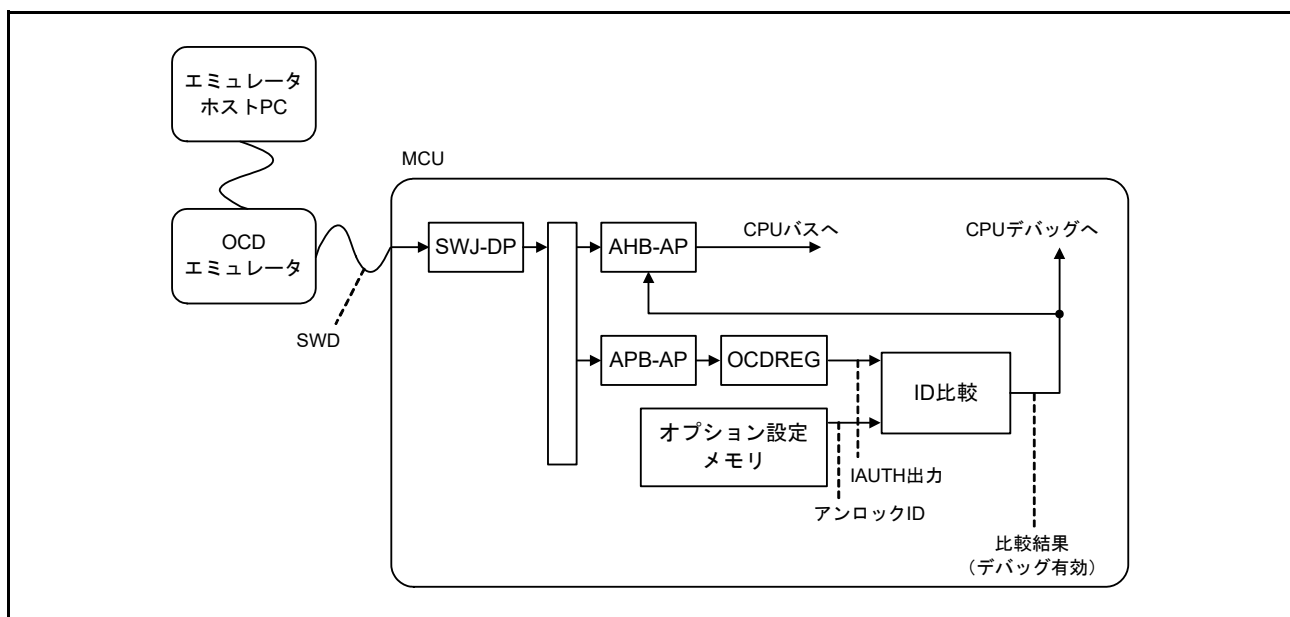 エミュレータ
ホストPC
MCU
OCD
エミュレータ
SWD
SWJ-DP
AHB-AP
CPUバスへ
CPUデバッグへ
APB-AP
OCDREG
ID比較
オプション設定
メモリ
IAUTH出力
アンロックID
比較結果
（デバッグ有効）